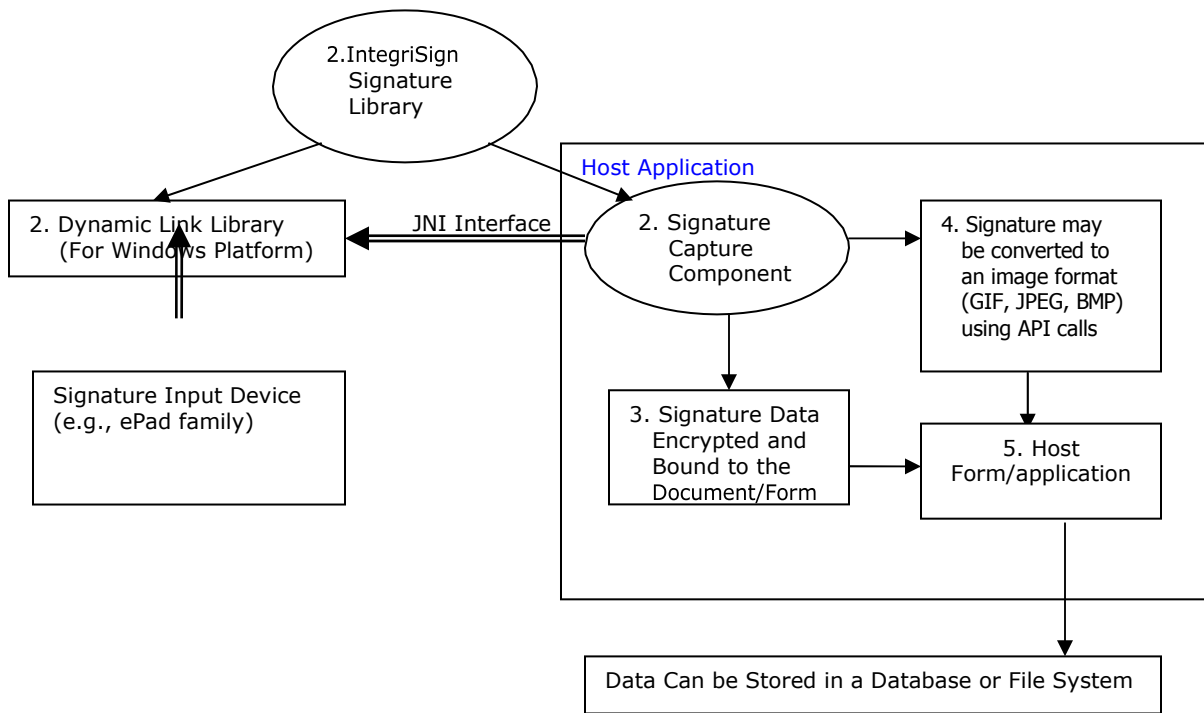 2.IntegriSign
Signature
Library
Host Application
2. Dynamic Link Library
(For Windows Platform)
JNI Interface
2. Signature
Capture
Component
4. Signature may
be converted to
an image format
(GIF, JPEG, BMP)
using API calls
Signature Input Device
(e.g., ePad family)
3. Signature Data
Encrypted and
Bound to the
Document/Form
5. Host
Form/application
Data Can be Stored in a Database or File System